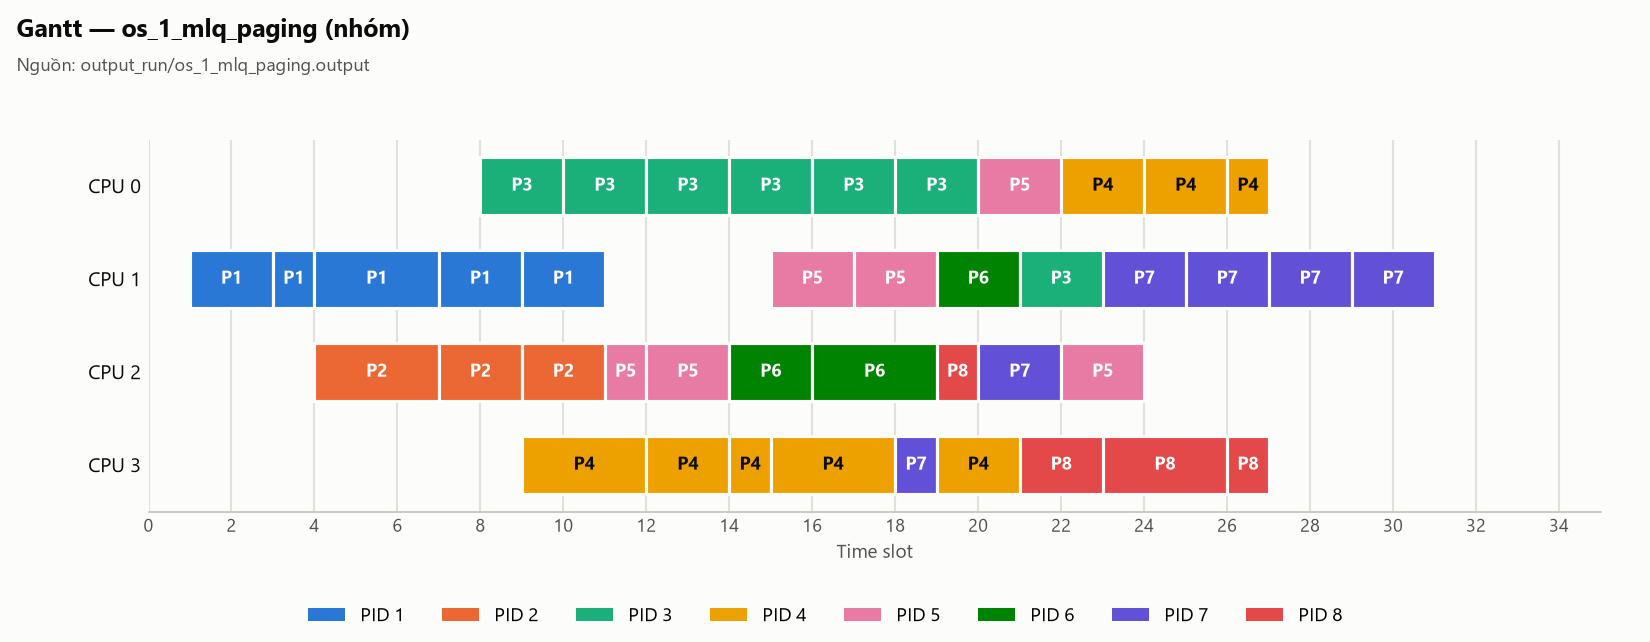 Gantt — os_1_mlq_paging (nhóm)
Nguồn: output_run/os_1_mlq_paging.output
CPU 0 P3 P3 P3 P3 P3 P3 P5 P4 P4 P4
CPU 1 P1 P1 P1 P1 P1 P5 P5 P6 P3 P7 P7 P7 P7
CPU 2 P2 P2 P2 P5 P5 P6 P6 P8 P7 P5
CPU 3 P4 P4 P4 P4 P7 P4 P8 P8 P8
0 2 4 6 8 10 12 14 16 18 20 22 24 26 28 30 32 34
Time slot
PID 1 PID 2 PID 3 PID 4 PID 5 PID 6 PID 7 PID 8